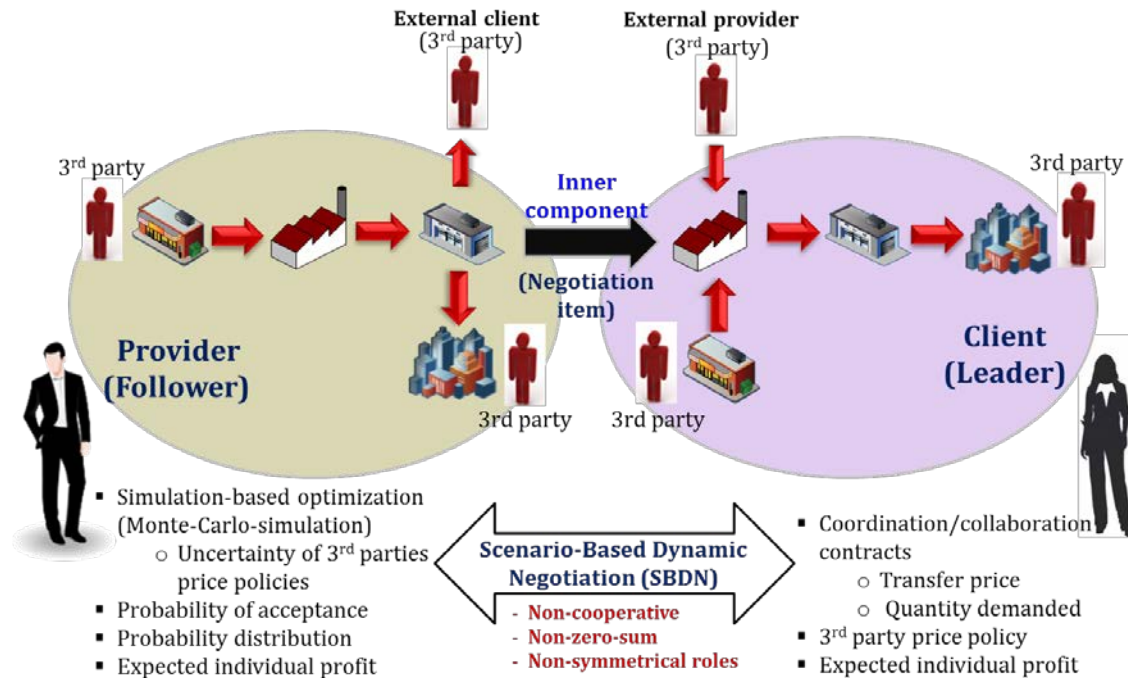 External client
(3rd party)
External provider
(3rd party)
3rd party
3rd party
Inner
component
(Negotiation
item)
Provider
(Follower)
Client
(Leader)
3rd party
3rd party
▪ Simulation-based optimization
(Monte-Carlo-simulation)
o Uncertainty of 3rd parties
price policies
▪ Probability of acceptance
▪ Probability distribution
▪ Expected individual profit
Scenario-Based Dynamic
Negotiation (SBDN)
- Non-cooperative
- Non-zero-sum
- Non-symmetrical roles
▪ Coordination/collaboration
contracts
o Transfer price
o Quantity demanded
▪ 3rd party price policy
▪ Expected individual profit